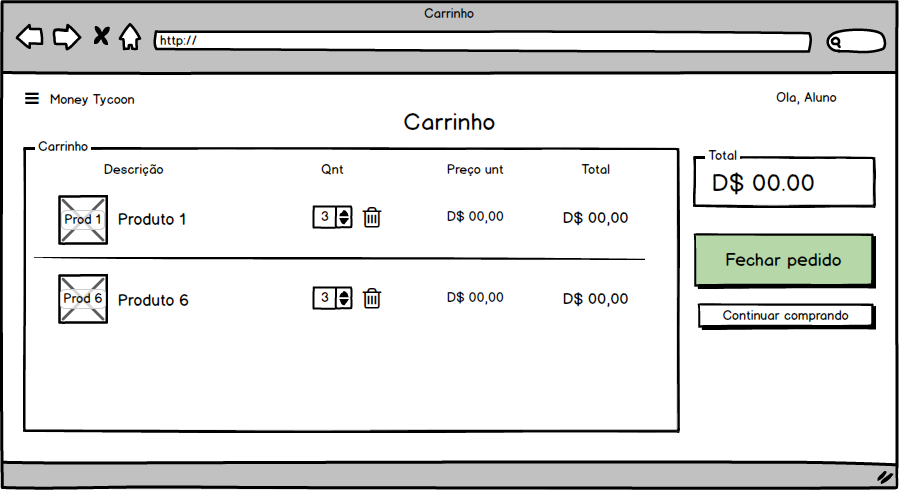 Carrinho
http://
Money Tycoon
Ola, Aluno
Carrinho
Carrinho
Descrição Qnt Preço unt Total
Prod 1 Produto 1 3 D$ 00,00 D$ 00,00
Prod 6 Produto 6 3 D$ 00,00 D$ 00,00
Total
D$ 00.00
Fechar pedido
Continuar comprando